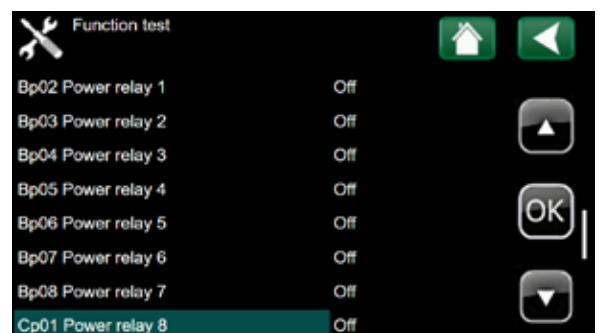 Function test
Bp02 Power relay 1 Off
Bp03 Power relay 2 Off
Bp04 Power relay 3 Off
Bp05 Power relay 4 Off
Bp06 Power relay 5 Off
OK
Bp07 Power relay 6 Off
Bp08 Power relay 7 Off
Cp01 Power relay 8 Off